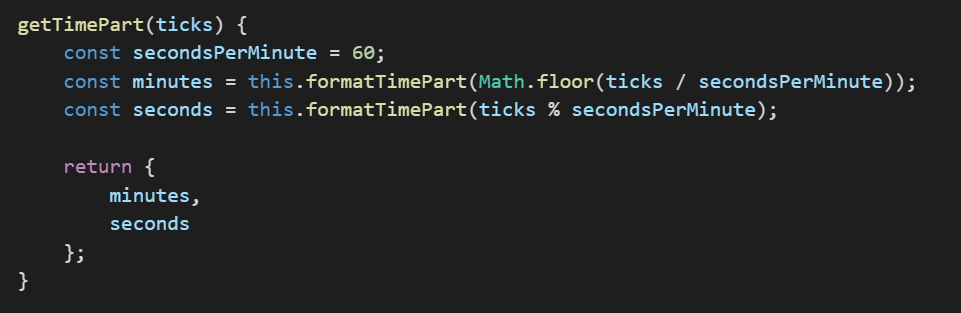 getTimePart(ticks) {
    const secondsPerMinute = 60;
    const minutes = this.formatTimePart(Math.floor(ticks / secondsPerMinute));
    const seconds = this.formatTimePart(ticks % secondsPerMinute);

    return {
        minutes,
        seconds
    };
}